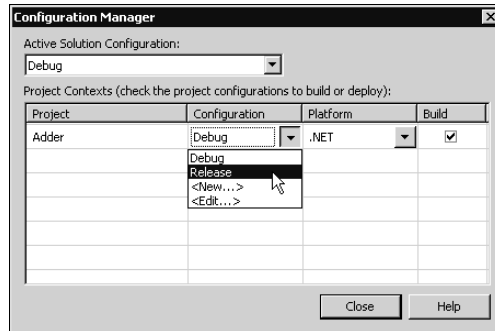 Configuration Manager
Active Solution Configuration:
Debug
Project Contexts (check the project configurations to build or deploy):
Project Configuration Platform Build
Adder Debug .NET
Debug
Release
<New...>
<Edit...>
Close Help